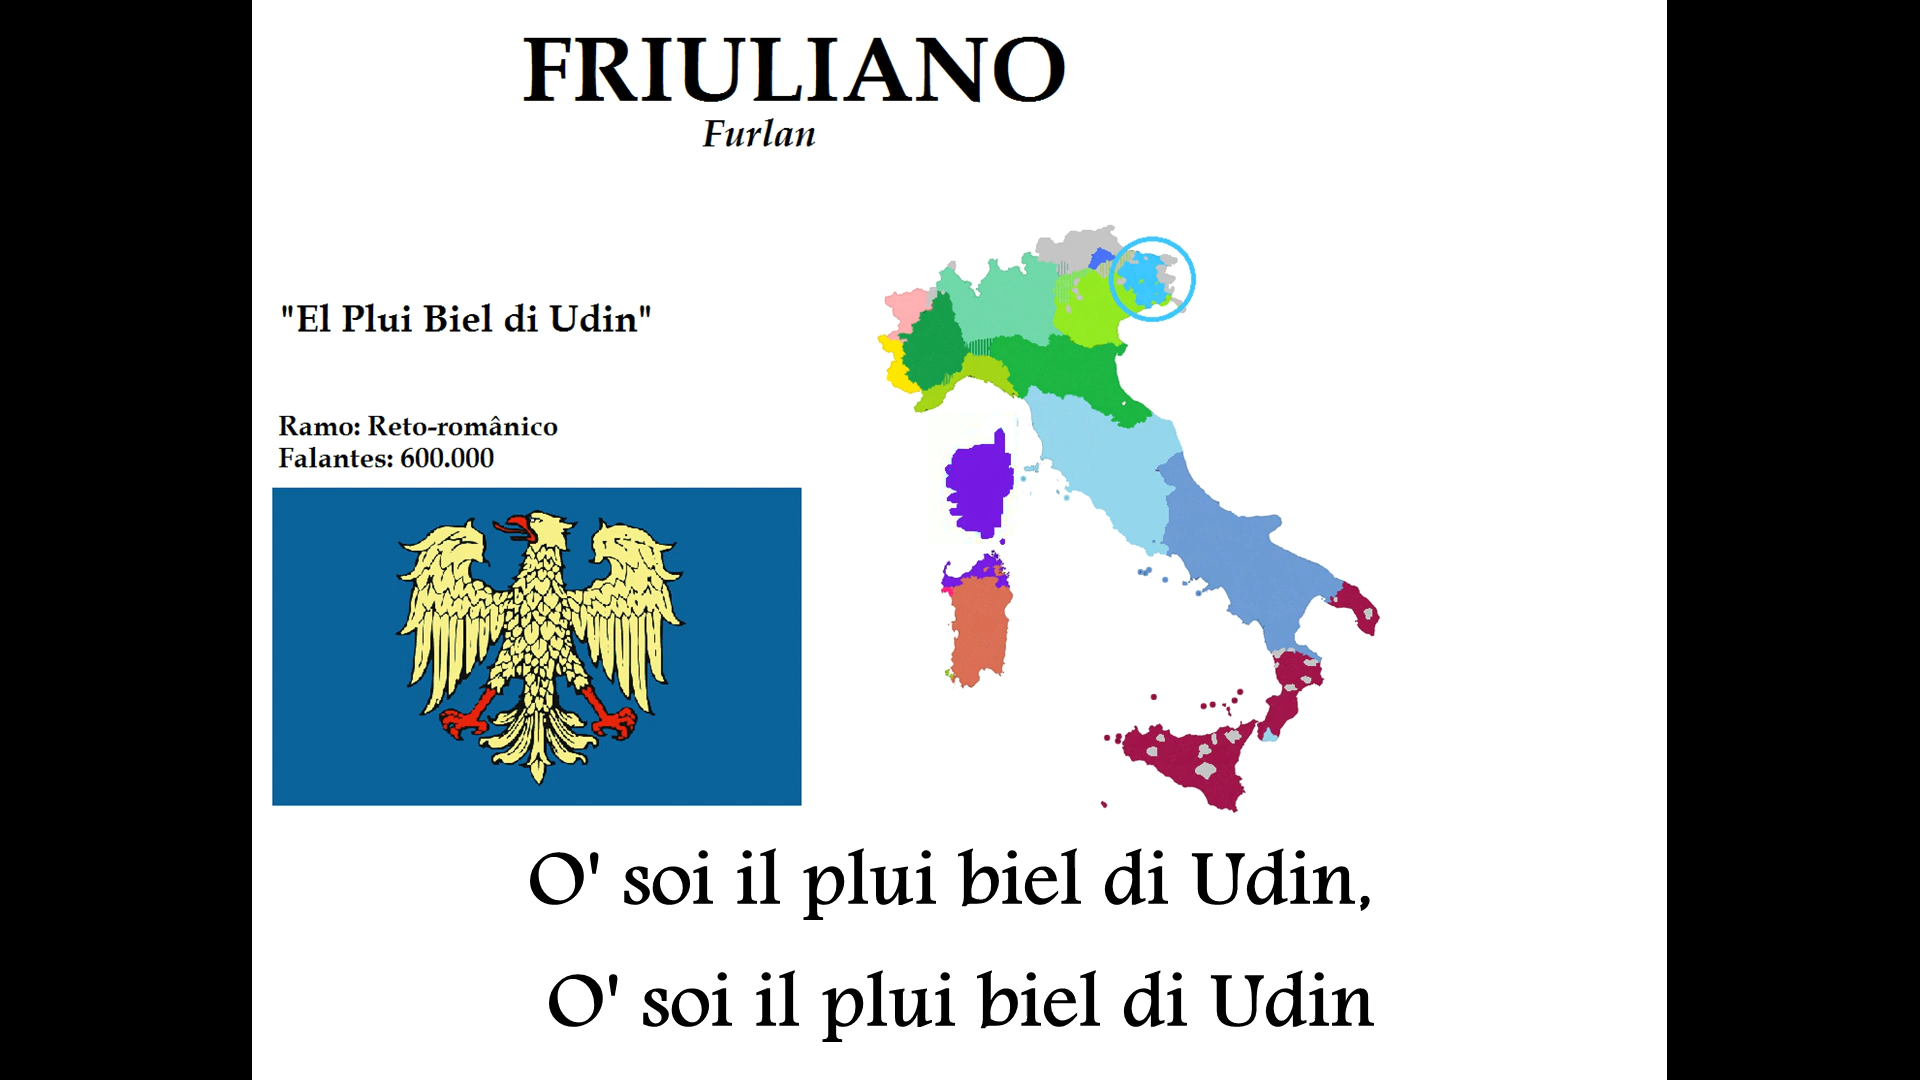 FRIULIANO
Furlan
"El Plui Biel di Udin"
Ramo: Reto-românico
Falantes: 600.000
O' soi il plui biel di Udin,
O' soi il plui biel di Udin